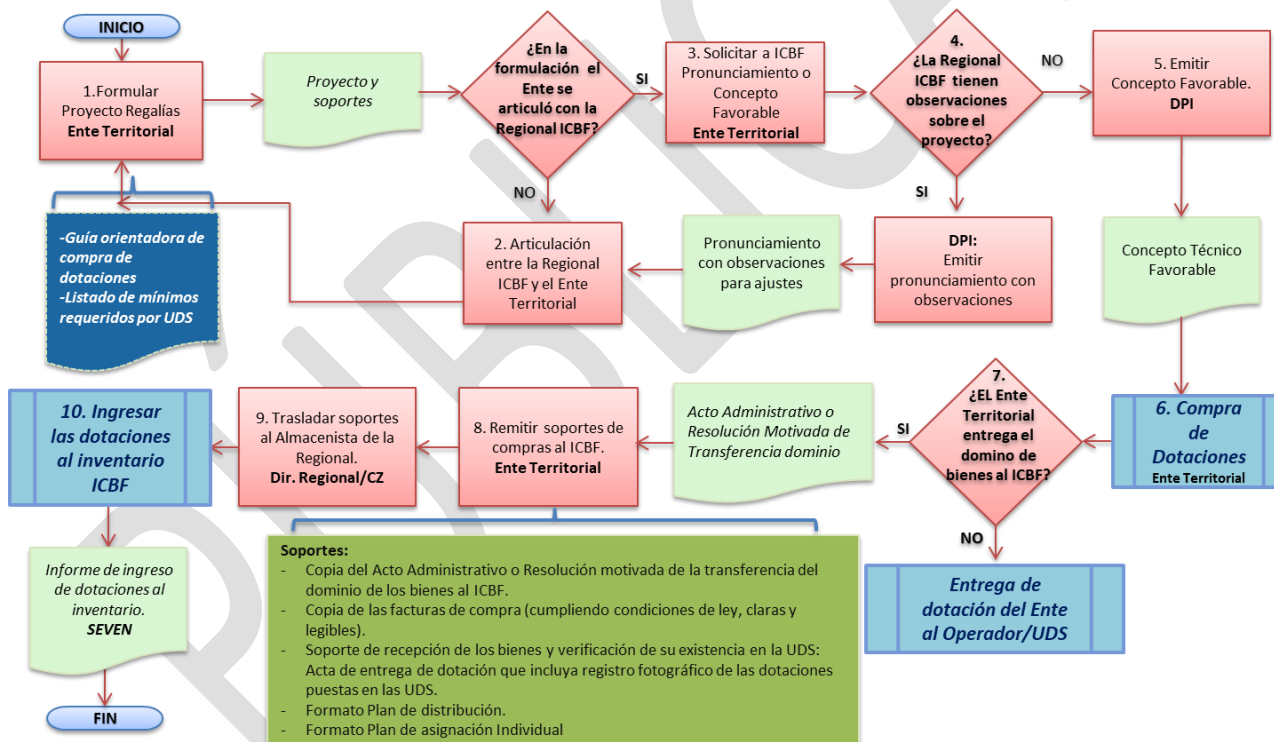 INICIO
1.Formular
Proyecto Regalías
Ente Territorial
Proyecto y
soportes
¿En la
formulación el
Ente se
articuló con la
Regional ICBF?
SI
3. Solicitar a ICBF
Pronunciamiento o
Concepto
Favorable
Ente Territorial
4.
¿La Regional
ICBF tienen
observaciones
sobre el
proyecto?
NO
5. Emitir
Concepto Favorable.
DPI
NO
SI
-Guía orientadora de
compra de
dotaciones
-Listado de mínimos
requeridos por UDS
2. Articulación
entre la Regional
ICBF y el Ente
Territorial
Pronunciamiento
con observaciones
para ajustes
DPI:
Emitir
pronunciamiento con
observaciones
Concepto Técnico
Favorable
10. Ingresar
las dotaciones
al inventario
ICBF
9. Trasladar soportes
al Almacenista de la
Regional.
Dir. Regional/CZ
8. Remitir soportes de
compras al ICBF.
Ente Territorial
Acto Administrativo o
Resolución Motivada de
Transferencia dominio
SI
7.
¿EL Ente
Territorial
entrega el
domino de
bienes al ICBF?
6. Compra
de
Dotaciones
Ente Territorial
NO
Informe de ingreso
de dotaciones al
inventario.
SEVEN
FIN
Soportes:
- Copia del Acto Administrativo o Resolución motivada de la transferencia del
dominio de los bienes al ICBF.
- Copia de las facturas de compra (cumpliendo condiciones de ley, claras y
legibles).
- Soporte de recepción de los bienes y verificación de su existencia en la UDS:
Acta de entrega de dotación que incluya registro fotográfico de las dotaciones
puestas en las UDS.
- Formato Plan de distribución.
- Formato Plan de asignación Individual
Entrega de
dotación del Ente
al Operador/UDS